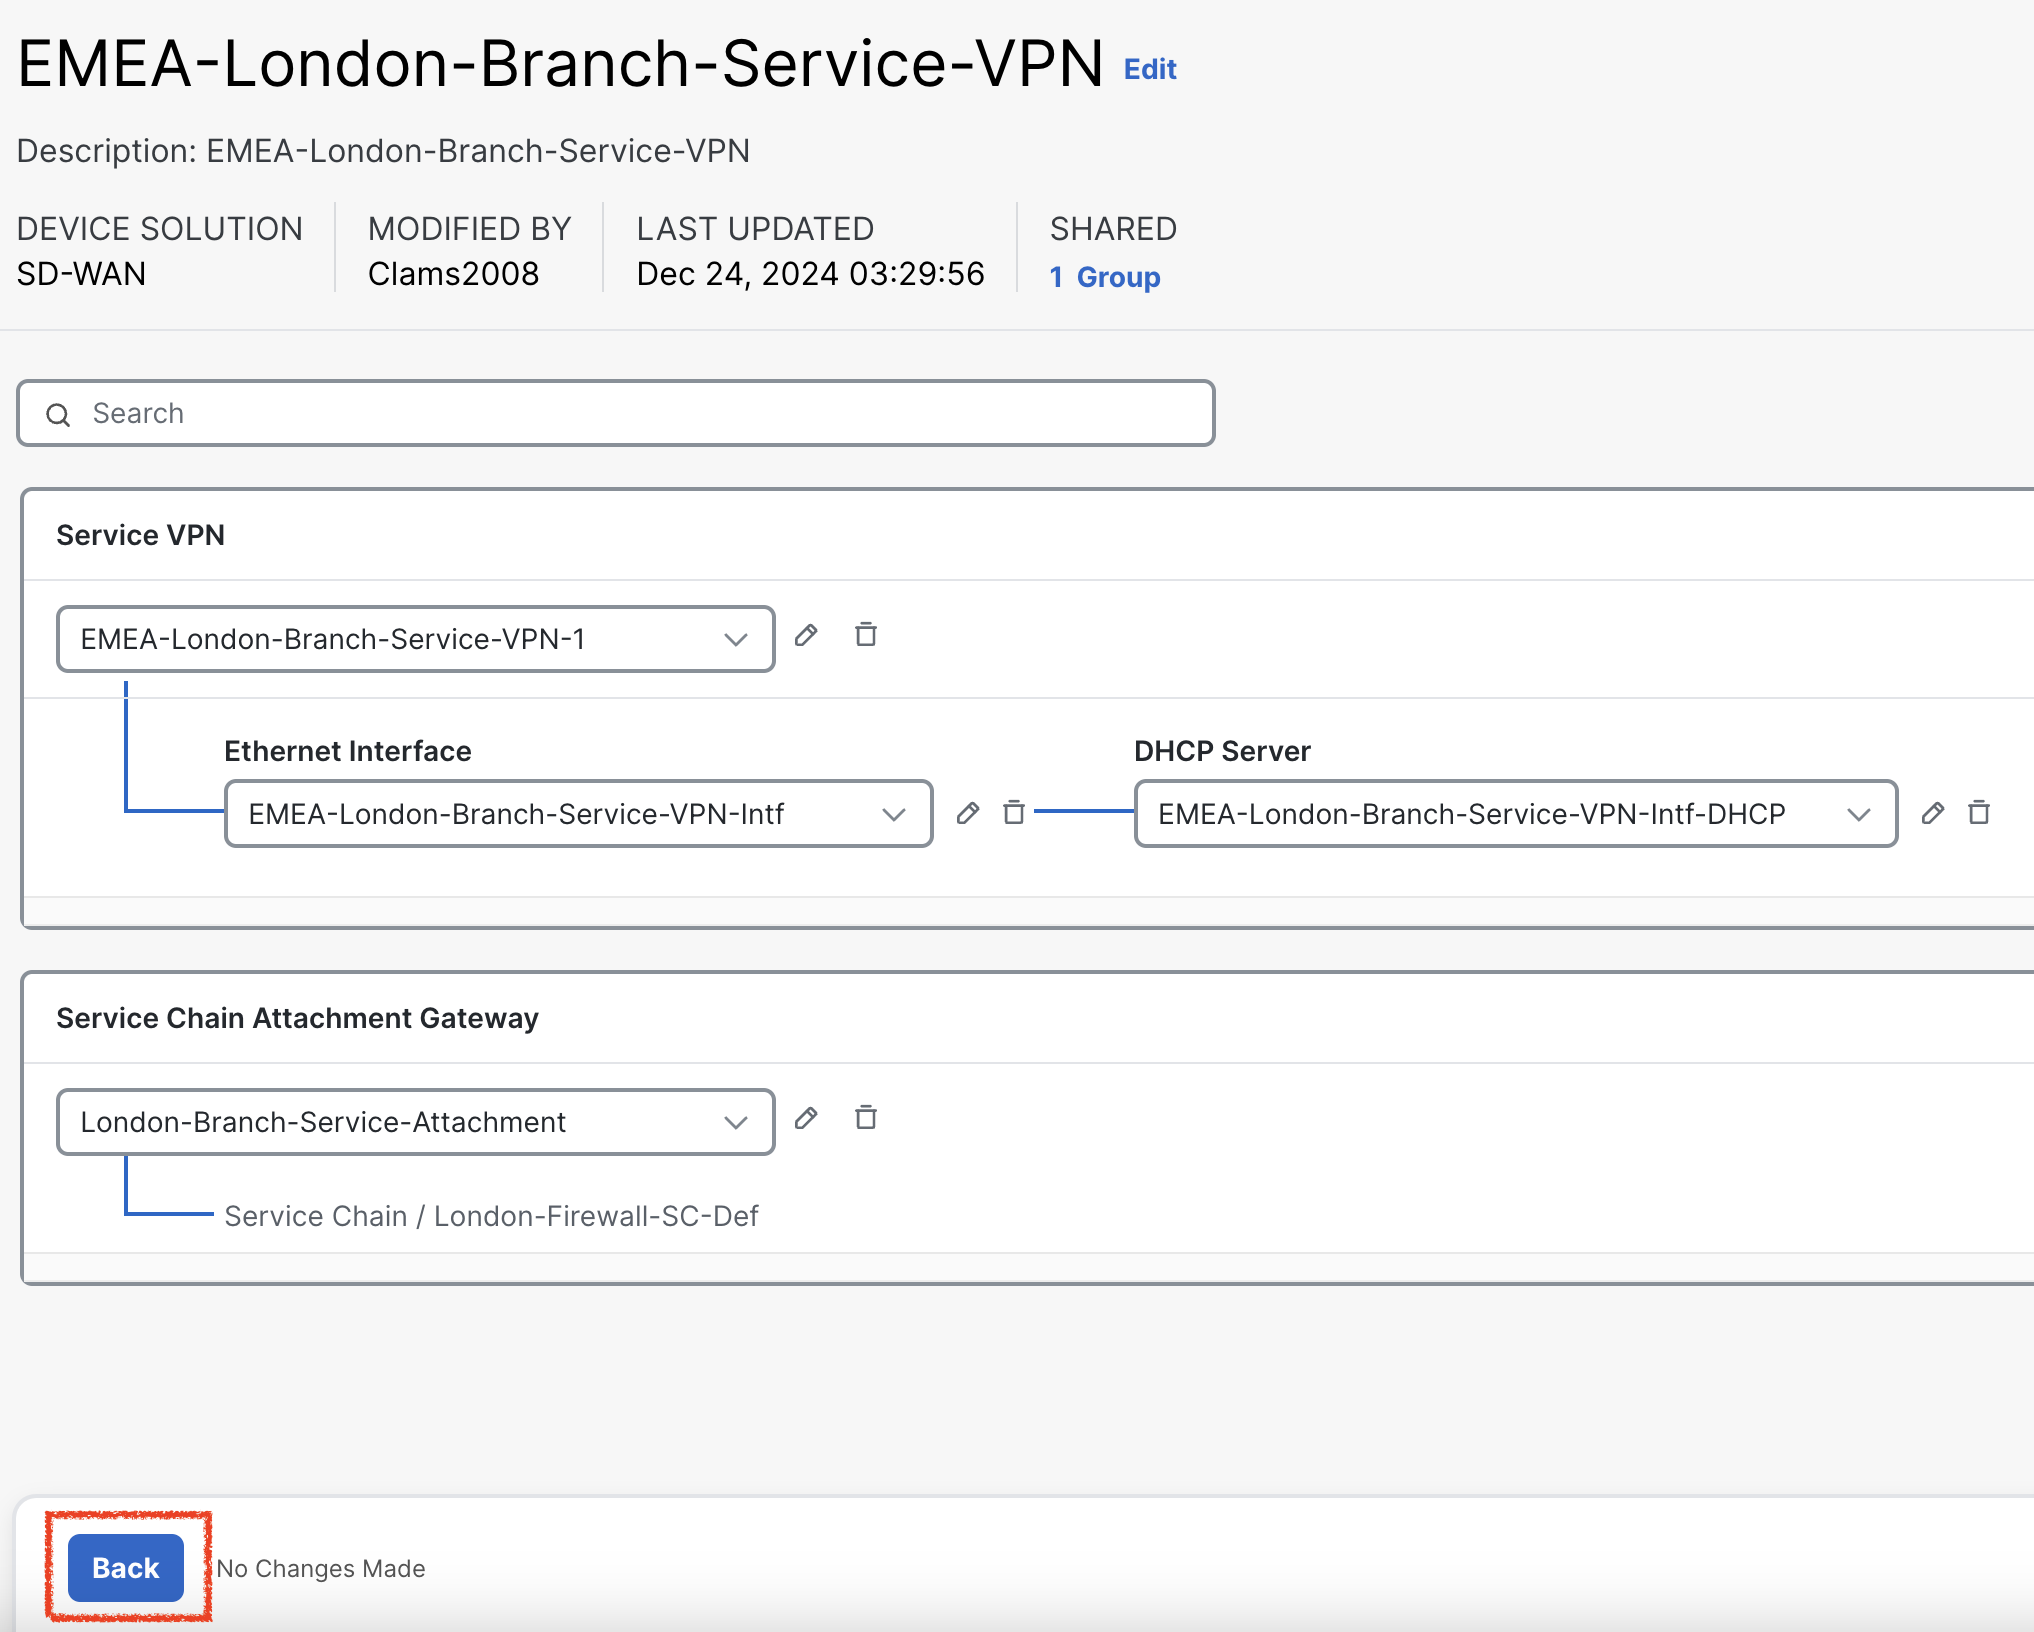 EMEA-London-Branch-Service-VPN Edit
Description: EMEA-London-Branch-Service-VPN
DEVICE SOLUTION MODIFIED BY LAST UPDATED SHARED
SD-WAN Clams2008 Dec 24, 2024 03:29:56 1 Group
Search
Service VPN
EMEA-London-Branch-Service-VPN-1
Ethernet Interface DHCP Server
EMEA-London-Branch-Service-VPN-Intf EMEA-London-Branch-Service-VPN-Intf-DHCP
Service Chain Attachment Gateway
London-Branch-Service-Attachment
Service Chain / London-Firewall-SC-Def
Back No Changes Made